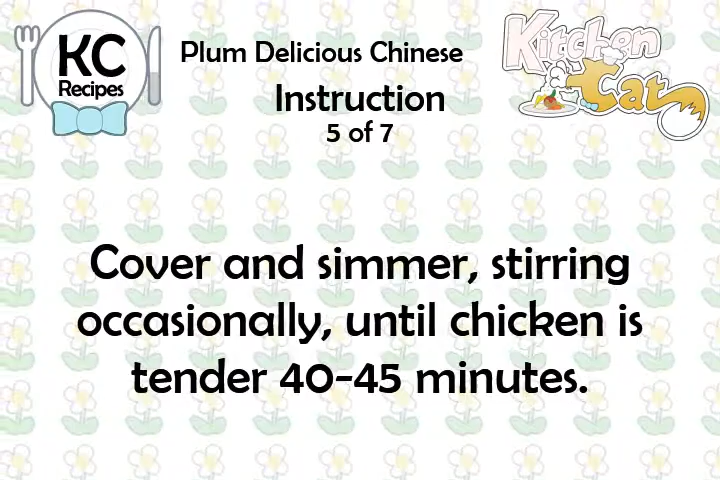 KC
Recipes
Plum Delicious Chinese
Kitchen
Cat
Instruction
5 of 7
Cover and simmer, stirring
occasionally, until chicken is
tender 40-45 minutes.